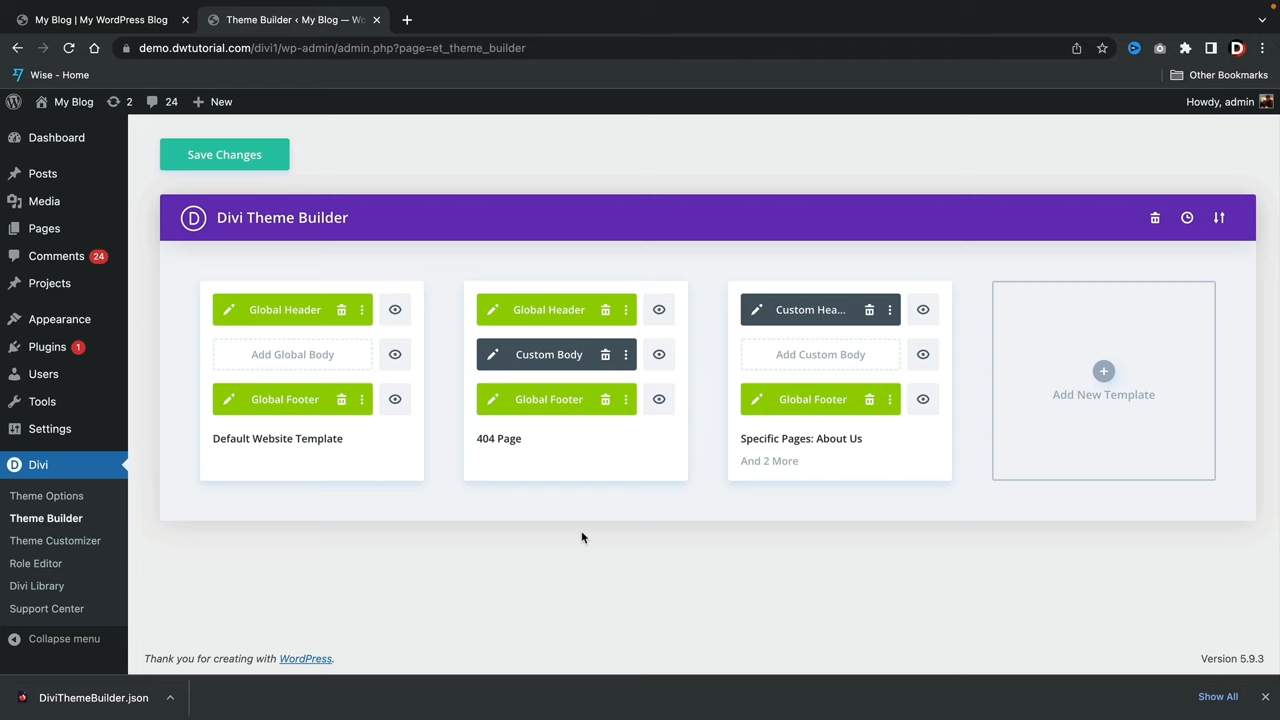 My Blog | My WordPress Blog
Theme Builder ‹ My Blog — Wo
demo.dwtutorial.com/divi1/wp-admin/admin.php?page=et_theme_builder
D
Wise - Home
Other Bookmarks
My Blog
2
24
New
Howdy, admin
Dashboard
Posts
Media
Pages
Comments 24
Projects
Appearance
Plugins 1
Users
Tools
Settings
D Divi
Theme Options
Theme Builder
Theme Customizer
Role Editor
Divi Library
Support Center
Collapse menu
Save Changes
D Divi Theme Builder
Global Header
Add Global Body
Global Footer
Default Website Template
Global Header
Custom Body
Global Footer
404 Page
Custom Hea...
Add Custom Body
Global Footer
Specific Pages: About Us
And 2 More
Add New Template
Thank you for creating with WordPress.
Version 5.9.3
DiviThemeBuilder.json
Show All